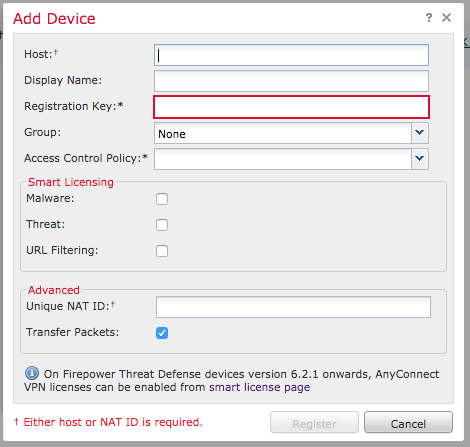 Add Device ? ×
Host:†
Display Name:
Registration Key:*
Group: None
Access Control Policy:*
Smart Licensing
Malware:
Threat:
URL Filtering:
Advanced
Unique NAT ID:†
Transfer Packets:
On Firepower Threat Defense devices version 6.2.1 onwards, AnyConnect
VPN licenses can be enabled from smart license page
† Either host or NAT ID is required. Register Cancel